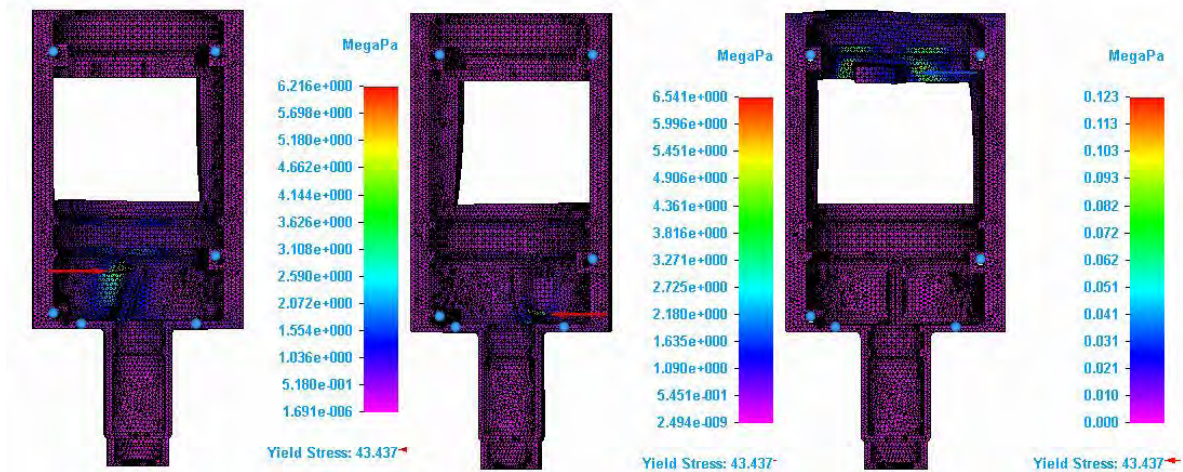 MegaPa
6.216e+000
5.698e+000
5.180e+000
4.662e+000
4.144e+000
3.626e+000
3.108e+000
2.590e+000
2.072e+000
1.554e+000
1.036e+000
5.180e-001
1.691e-006
Yield Stress: 43.437
MegaPa
6.541e+000
5.996e+000
5.451e+000
4.906e+000
4.361e+000
3.816e+000
3.271e+000
2.725e+000
2.180e+000
1.635e+000
1.090e+000
5.451e-001
2.494e-009
Yield Stress: 43.437
MegaPa
0.123
0.113
0.103
0.093
0.082
0.072
0.062
0.051
0.041
0.031
0.021
0.010
0.000
Yield Stress: 43.437